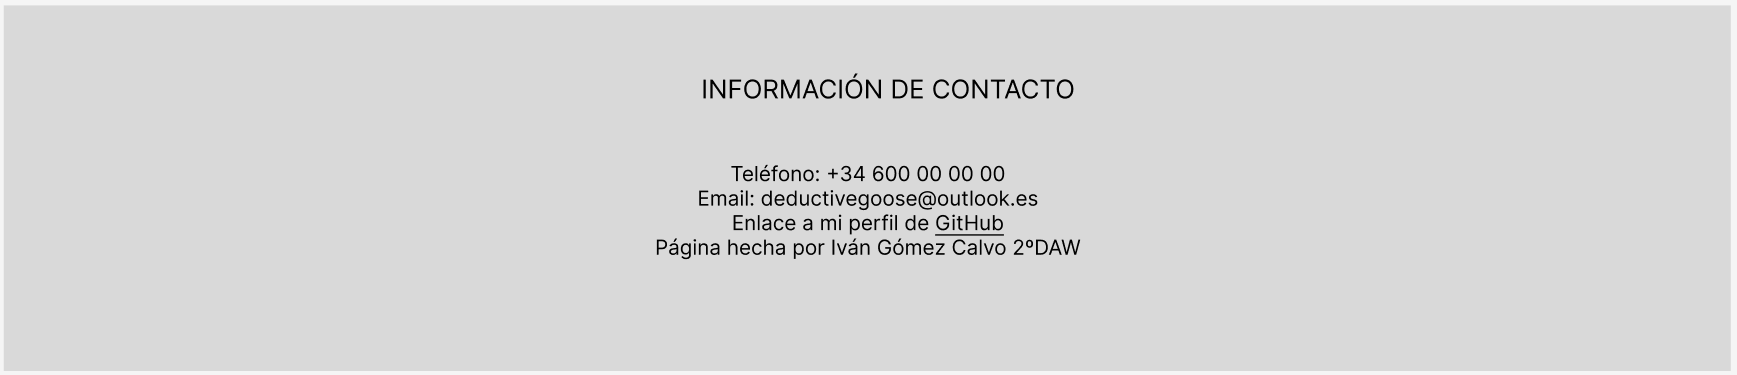 INFORMACIÓN DE CONTACTO
Teléfono: +34 600 00 00 00
Email: deductivegoose@outlook.es
Enlace a mi perfil de GitHub
Página hecha por Iván Gómez Calvo 2ºDAW